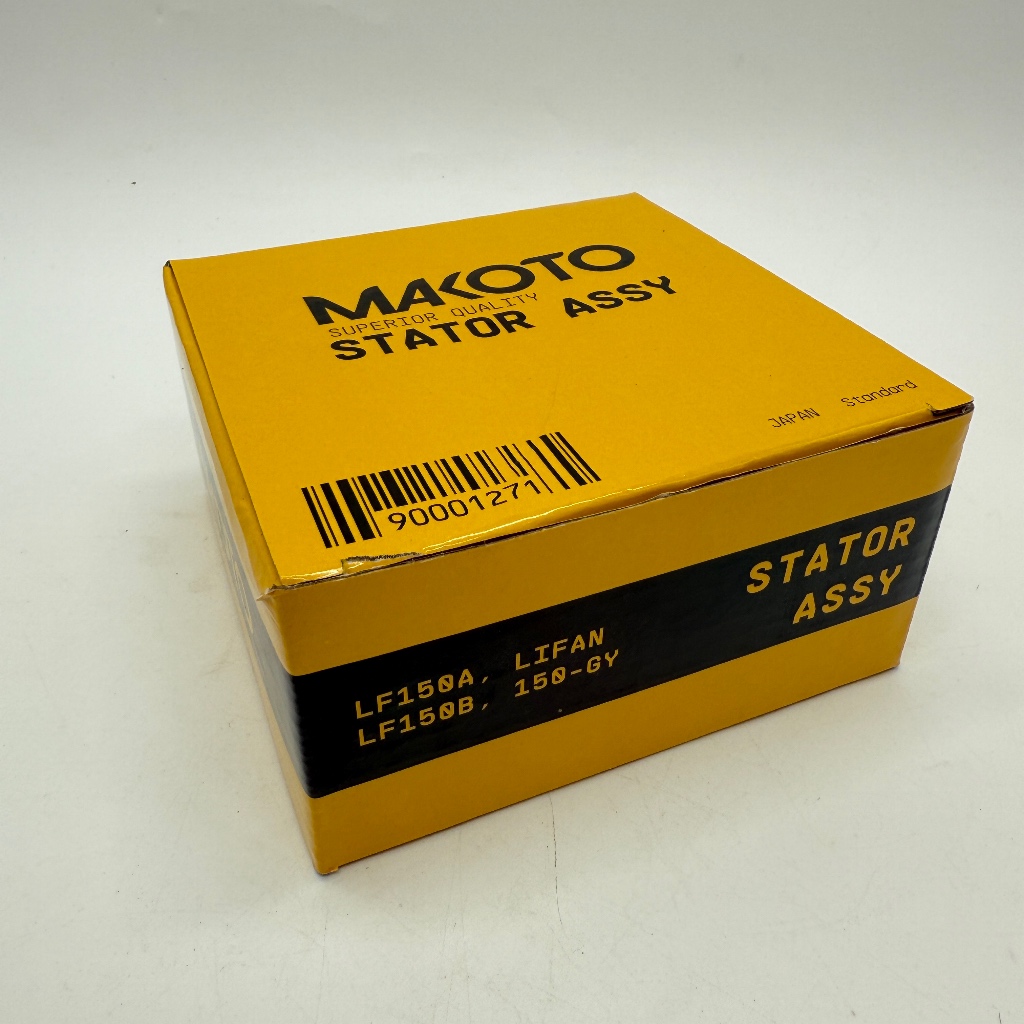 MAKOTO
SUPERIOR QUALITY
STATOR ASSY
JAPAN Standard
90001271
STATOR
ASSY
LF150A, LIFAN
LF150B, 150-GY